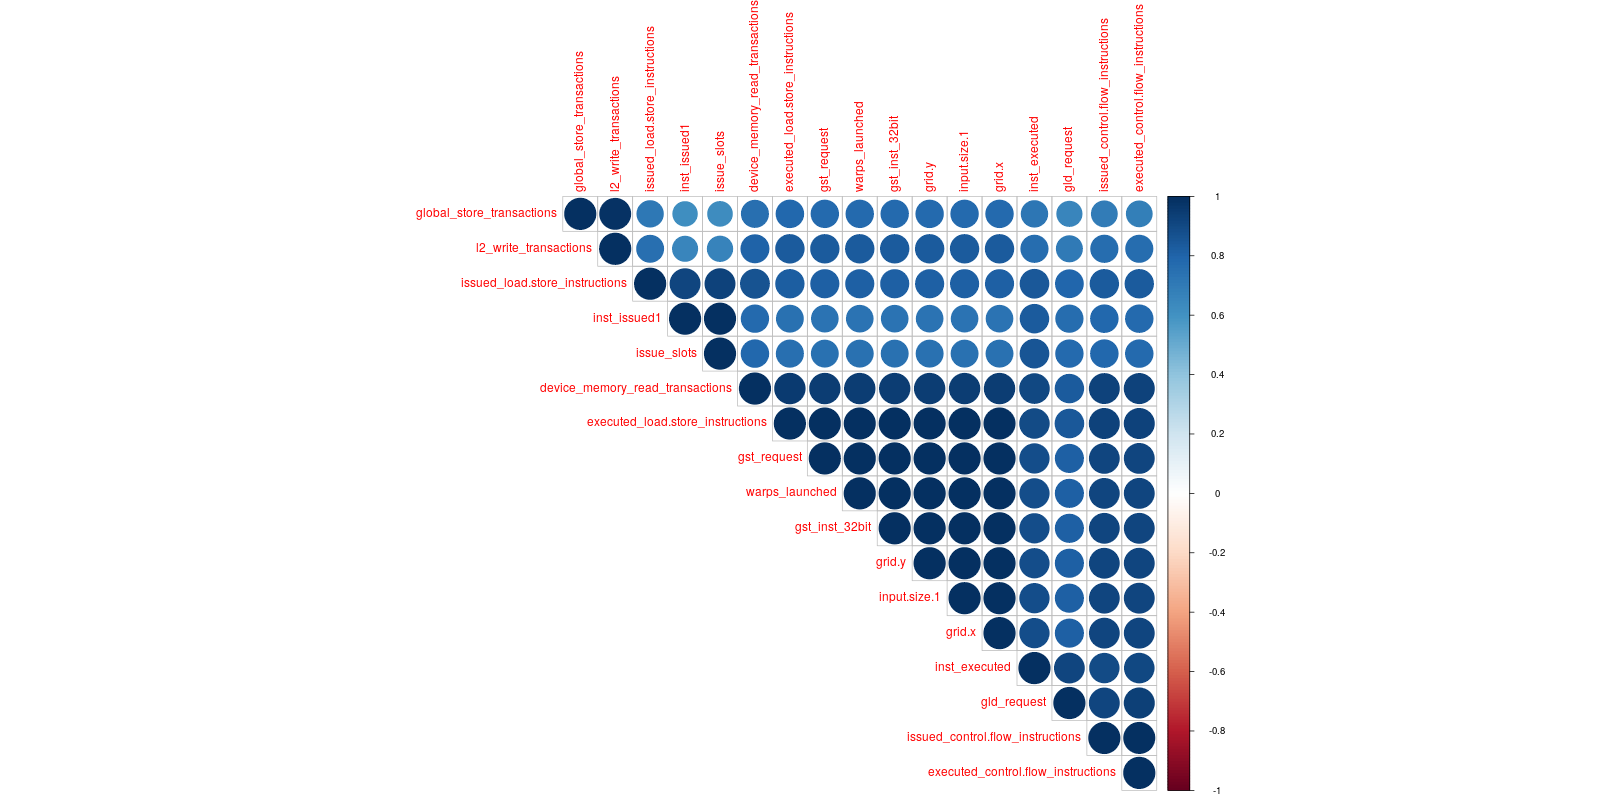 global_store_transactions
l2_write_transactions
issued_load.store_instructions
inst_issued1
issue_slots
device_memory_read_transactions
executed_load.store_instructions
gst_request
warps_launched
gst_inst_32bit
grid.y
input.size.1
grid.x
inst_executed
gld_request
issued_control.flow_instructions
executed_control.flow_instructions
global_store_transactions
l2_write_transactions
issued_load.store_instructions
inst_issued1
issue_slots
device_memory_read_transactions
executed_load.store_instructions
gst_request
warps_launched
gst_inst_32bit
grid.y
input.size.1
grid.x
inst_executed
gld_request
issued_control.flow_instructions
executed_control.flow_instructions
1
0.8
0.6
0.4
0.2
0
-0.2
-0.4
-0.6
-0.8
-1